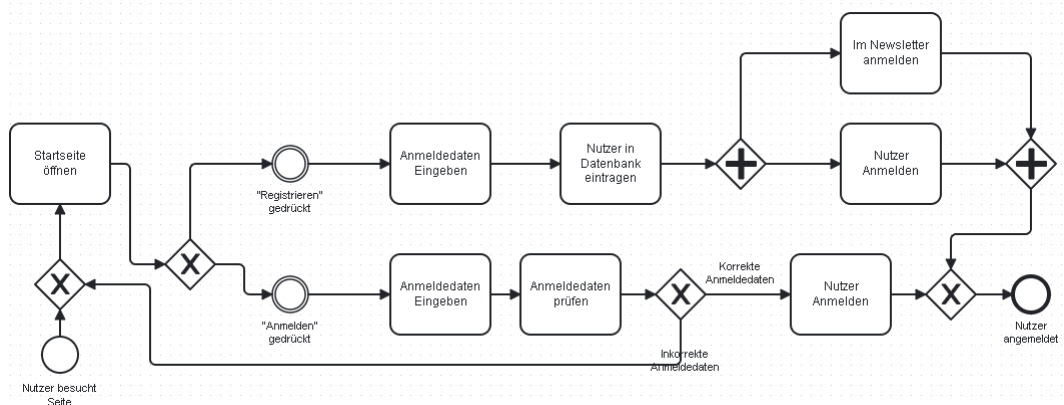 Im Newsletter
anmelden
Startseite
öffnen
"Registrieren"
gedrückt
Anmeldedaten
Eingeben
Nutzer in
Datenbank
eintragen
Nutzer
Anmelden
"Anmelden"
gedrückt
Anmeldedaten
Eingeben
Anmeldedaten
prüfen
Korrekte
Anmeldedaten
Inkorrekte
Anmeldedaten
Nutzer
Anmelden
Nutzer
angemeldet
Nutzer besucht
Seite